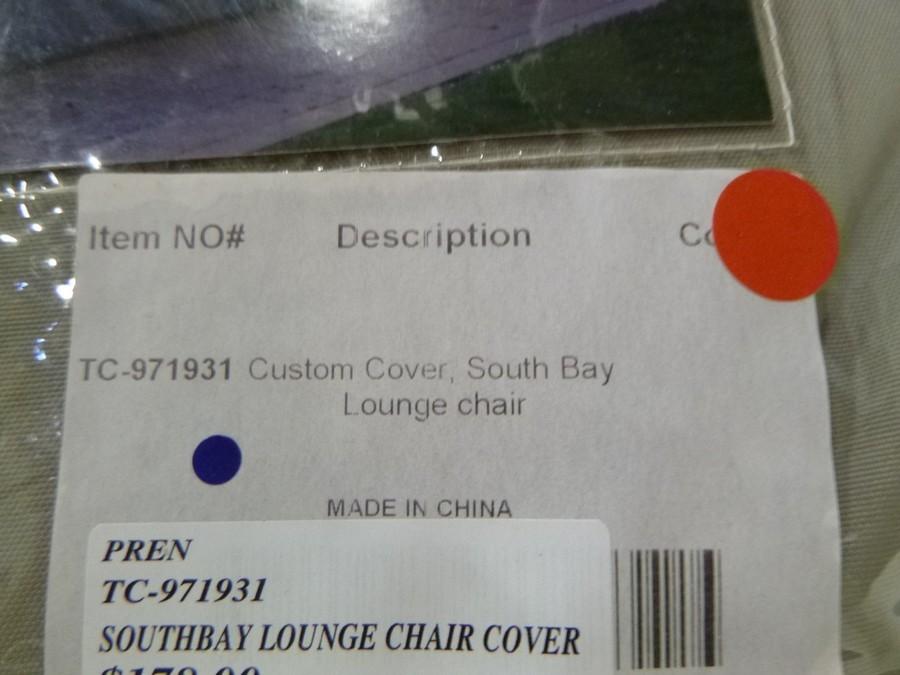 Item NO# Description
TC-971931 Custom Cover, South Bay
Lounge chair
MADE IN CHINA
PREN
TC-971931
SOUTHBAY LOUNGE CHAIR COVER